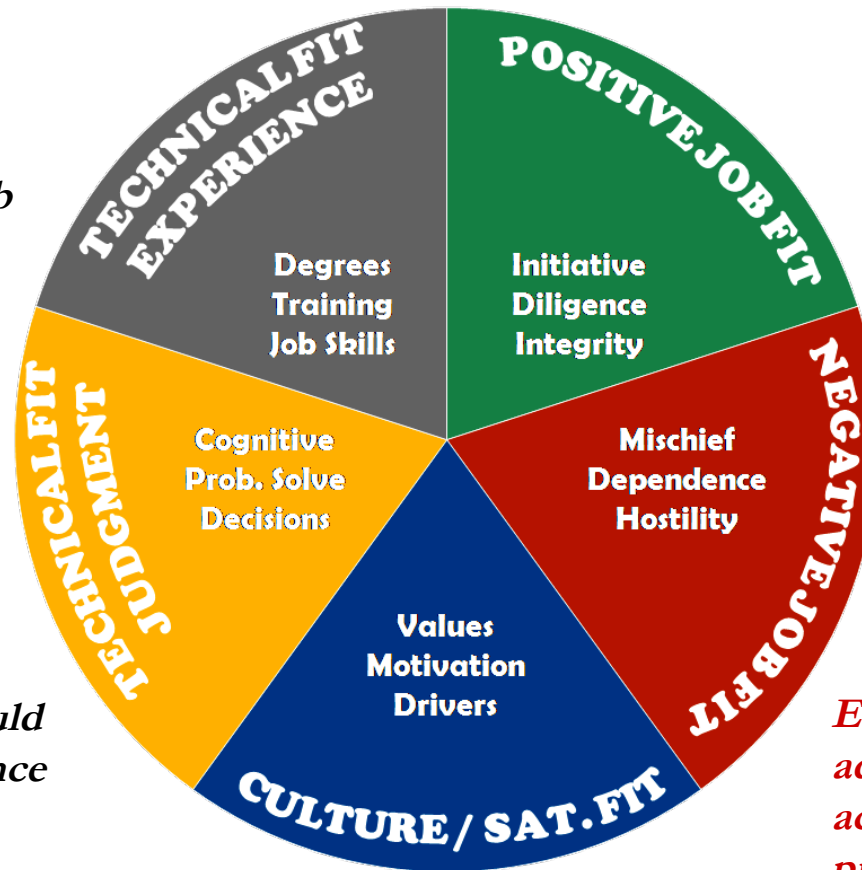 TECHNICAL FIT
EXPERIENCE
Degrees
Training
Job Skills
POSITIVE JOB FIT
Initiative
Diligence
Integrity
NEGATIVE JOB FIT
Mischief
Dependence
Hostility
CULTURE / SAT. FIT
Values
Motivation
Drivers
TECHNICAL FIT
JUDGMENT
Cognitive
Prob. Solve
Decisions